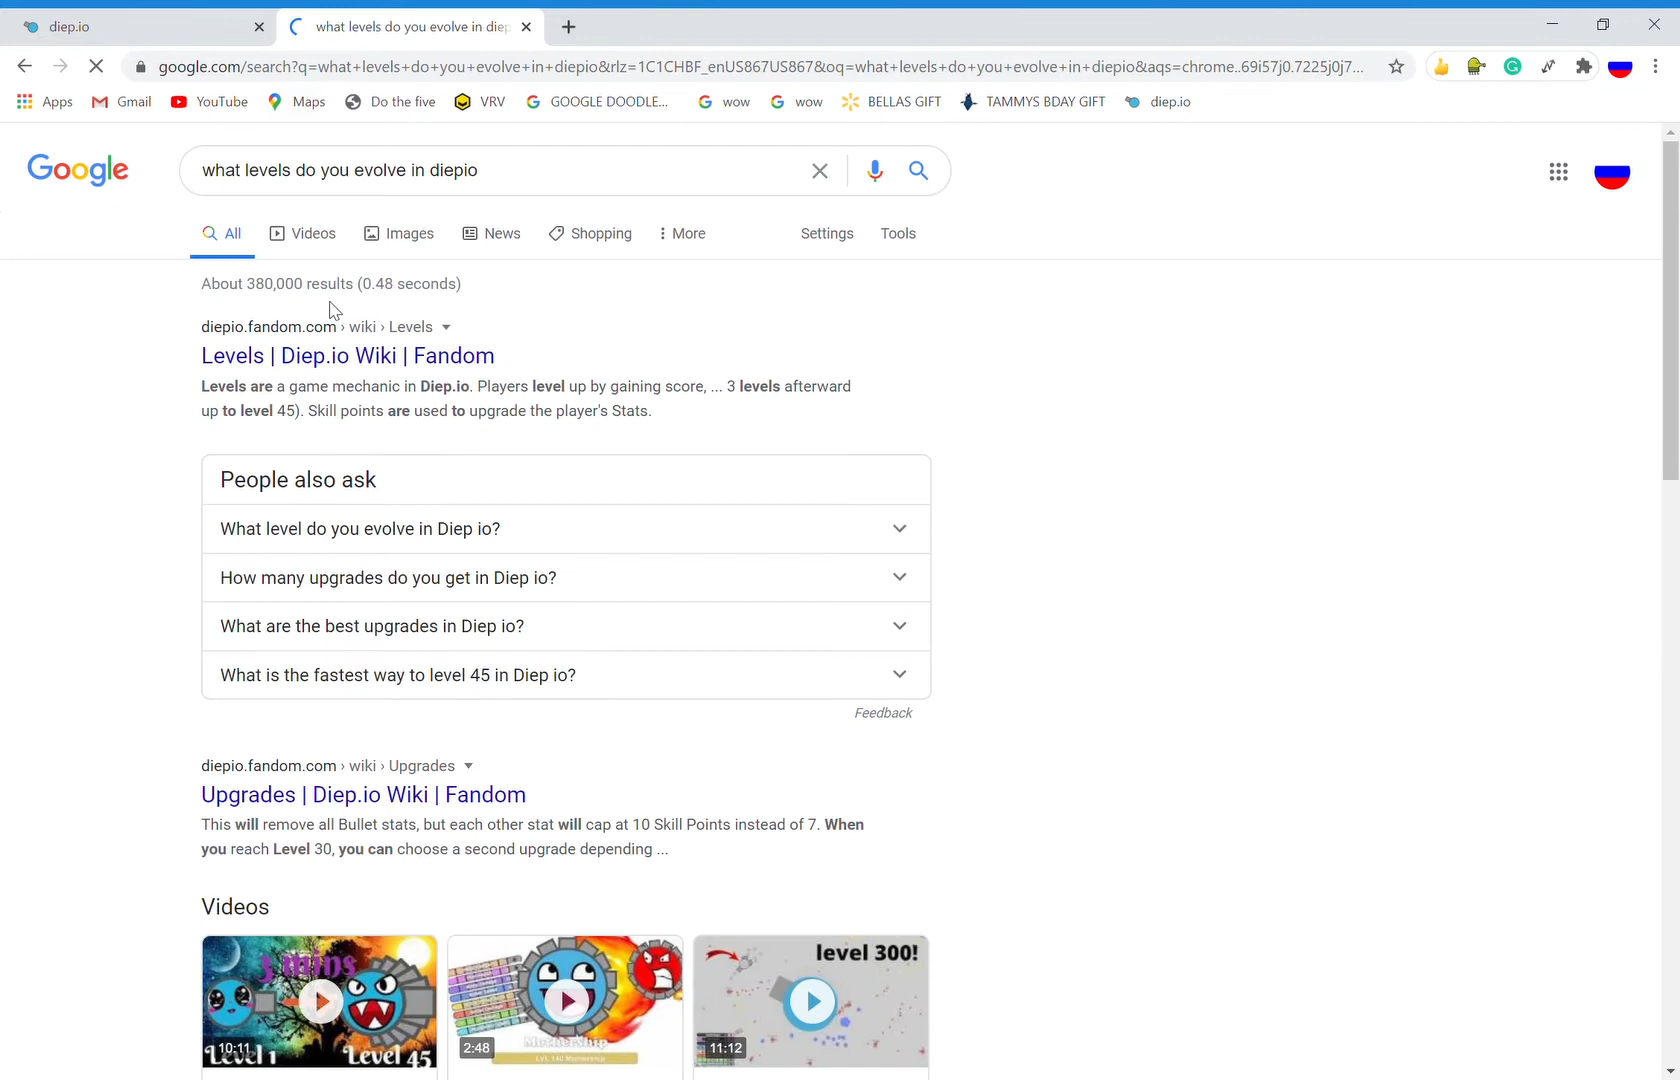 diep.io
what levels do you evolve in diep
google.com/search?q=what+levels+do+you+evolve+in+diepio&rlz=1C1CHBF_enUS867US867&oq=what+levels+do+you+evolve+in+diepio&aqs=chrome..69i57j0.7225j0j7...
Apps
Gmail
YouTube
Maps
Do the five
VRV
GOOGLE DOODLE...
wow
wow
BELLAS GIFT
TAMMYS BDAY GIFT
diep.io
Google
what levels do you evolve in diepio
All
Videos
Images
News
Shopping
More
Settings
Tools
About 380,000 results (0.48 seconds)
diepio.fandom.com › wiki › Levels
Levels | Diep.io Wiki | Fandom
Levels are a game mechanic in Diep.io. Players level up by gaining score, ... 3 levels afterward
up to level 45). Skill points are used to upgrade the player's Stats.
People also ask
What level do you evolve in Diep io?
How many upgrades do you get in Diep io?
What are the best upgrades in Diep io?
What is the fastest way to level 45 in Diep io?
Feedback
diepio.fandom.com › wiki › Upgrades
Upgrades | Diep.io Wiki | Fandom
This will remove all Bullet stats, but each other stat will cap at 10 Skill Points instead of 7. When
you reach Level 30, you can choose a second upgrade depending ...
Videos
3 mins
10:11
Level 1
Level 45
2:48
Mothership
LVL 140 Mothership
level 300!
11:12